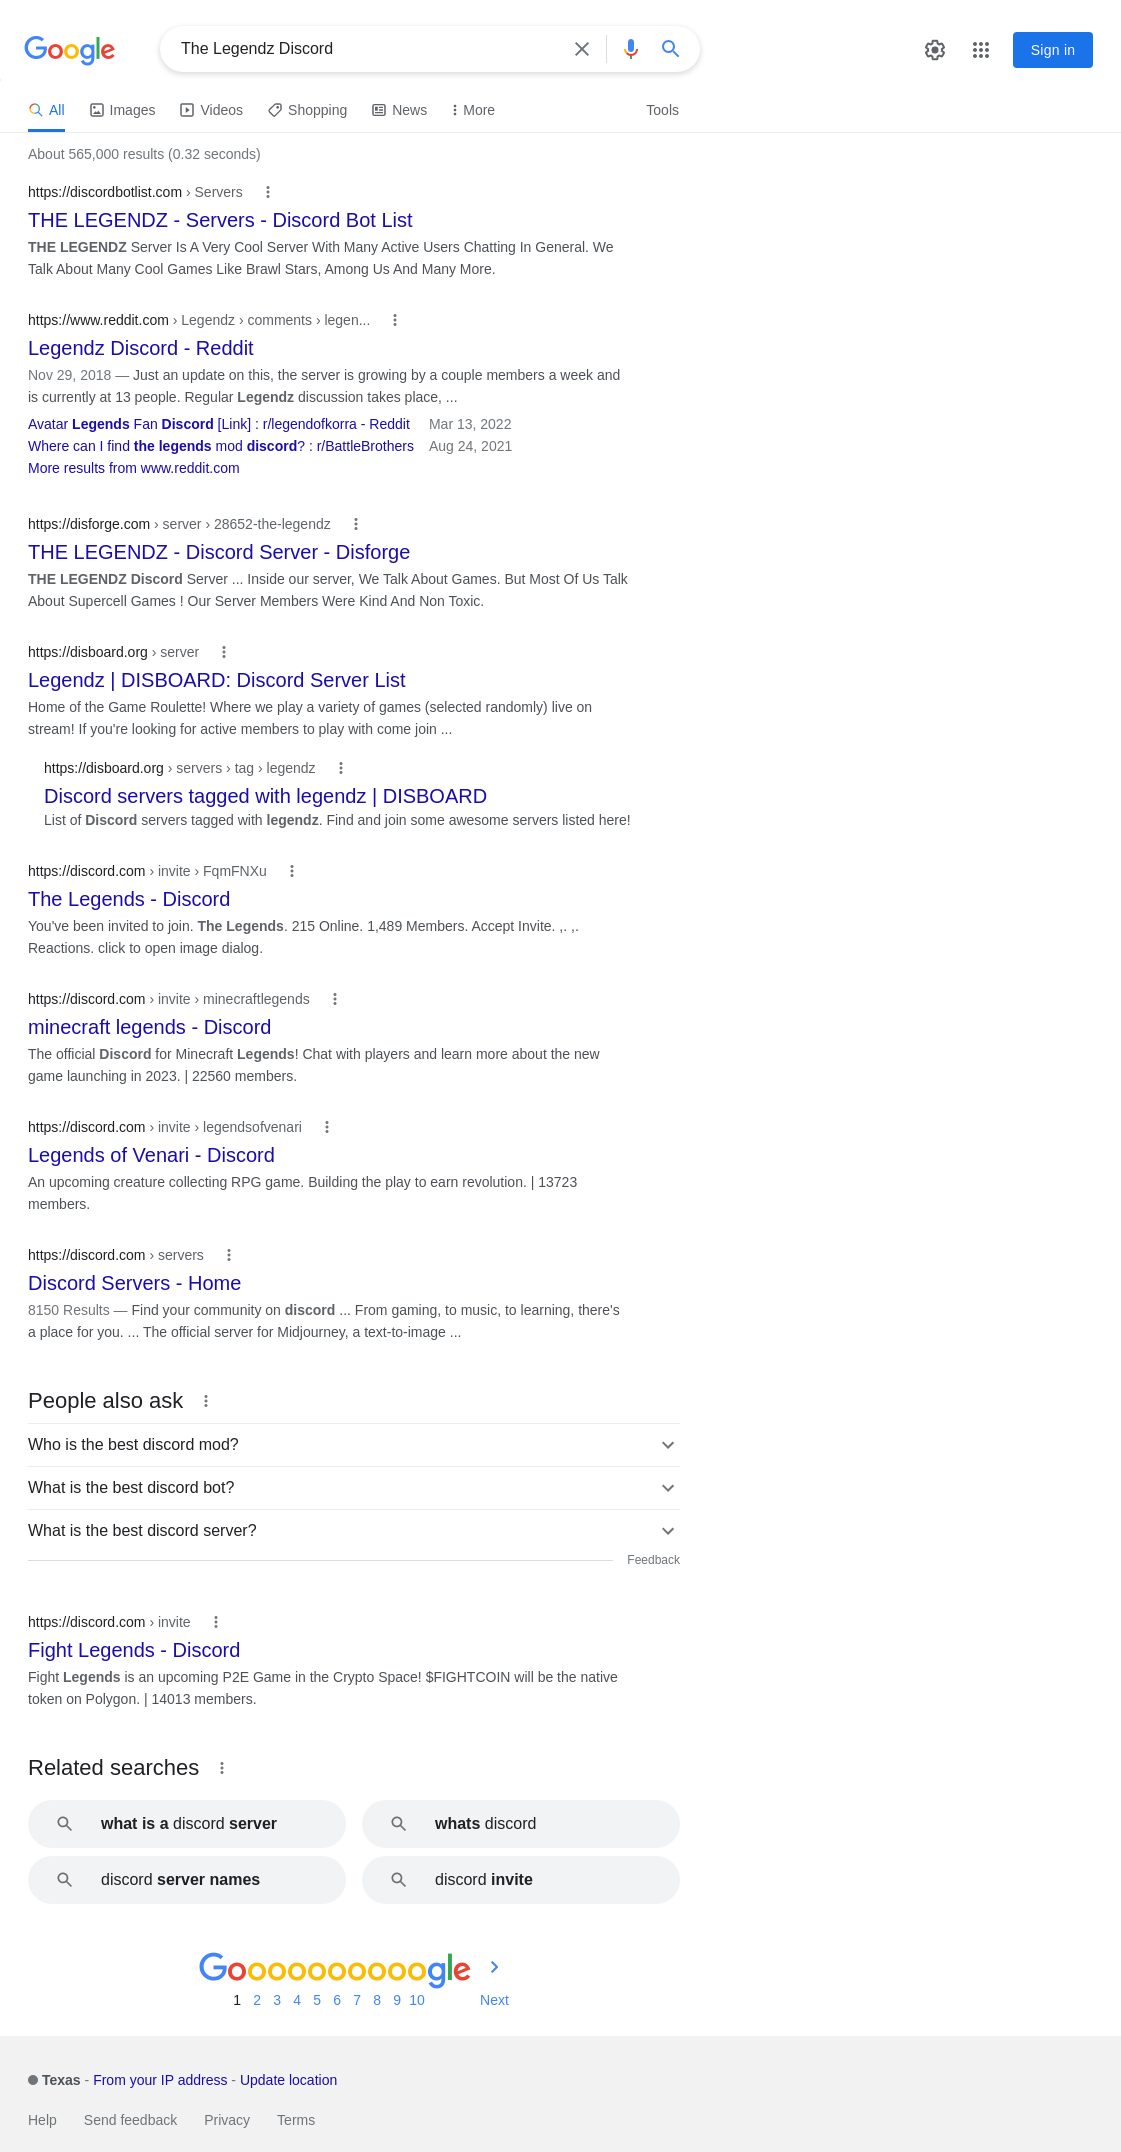 Google
The Legendz Discord
Sign in
All Images Videos Shopping News More Tools
About 565,000 results (0.32 seconds)
https://discordbotlist.com › Servers
THE LEGENDZ - Servers - Discord Bot List
THE LEGENDZ Server Is A Very Cool Server With Many Active Users Chatting In General. We
Talk About Many Cool Games Like Brawl Stars, Among Us And Many More.
https://www.reddit.com › Legendz › comments › legen...
Legendz Discord - Reddit
Nov 29, 2018 — Just an update on this, the server is growing by a couple members a week and
is currently at 13 people. Regular Legendz discussion takes place, ...
Avatar Legends Fan Discord [Link] : r/legendofkorra - Reddit Mar 13, 2022
Where can I find the legends mod discord? : r/BattleBrothers Aug 24, 2021
More results from www.reddit.com
https://disforge.com › server › 28652-the-legendz
THE LEGENDZ - Discord Server - Disforge
THE LEGENDZ Discord Server ... Inside our server, We Talk About Games. But Most Of Us Talk
About Supercell Games ! Our Server Members Were Kind And Non Toxic.
https://disboard.org › server
Legendz | DISBOARD: Discord Server List
Home of the Game Roulette! Where we play a variety of games (selected randomly) live on
stream! If you're looking for active members to play with come join ...
https://disboard.org › servers › tag › legendz
Discord servers tagged with legendz | DISBOARD
List of Discord servers tagged with legendz. Find and join some awesome servers listed here!
https://discord.com › invite › FqmFNXu
The Legends - Discord
You've been invited to join. The Legends. 215 Online. 1,489 Members. Accept Invite. ,. ,.
Reactions. click to open image dialog.
https://discord.com › invite › minecraftlegends
minecraft legends - Discord
The official Discord for Minecraft Legends! Chat with players and learn more about the new
game launching in 2023. | 22560 members.
https://discord.com › invite › legendsofvenari
Legends of Venari - Discord
An upcoming creature collecting RPG game. Building the play to earn revolution. | 13723
members.
https://discord.com › servers
Discord Servers - Home
8150 Results — Find your community on discord ... From gaming, to music, to learning, there's
a place for you. ... The official server for Midjourney, a text-to-image ...
People also ask
Who is the best discord mod?
What is the best discord bot?
What is the best discord server?
Feedback
https://discord.com › invite
Fight Legends - Discord
Fight Legends is an upcoming P2E Game in the Crypto Space! $FIGHTCOIN will be the native
token on Polygon. | 14013 members.
Related searches
what is a discord server
whats discord
discord server names
discord invite
Goooooooooogle
1 2 3 4 5 6 7 8 9 10 Next
Texas - From your IP address - Update location
Help Send feedback Privacy Terms